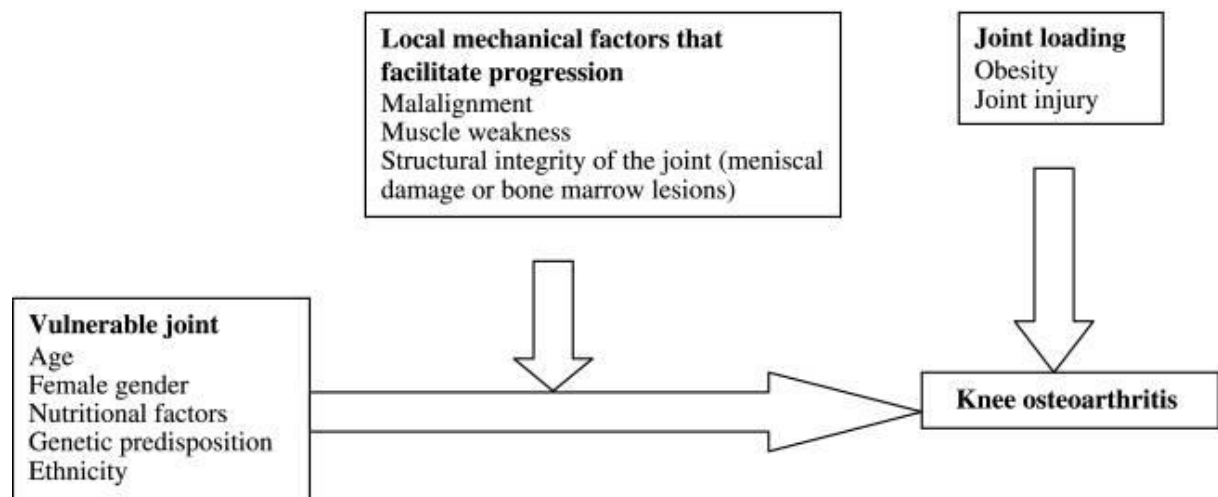 Local mechanical factors that
facilitate progression
Malalignment
Muscle weakness
Structural integrity of the joint (meniscal
damage or bone marrow lesions)
Joint loading
Obesity
Joint injury
Vulnerable joint
Age
Female gender
Nutritional factors
Genetic predisposition
Ethnicity
Knee osteoarthritis